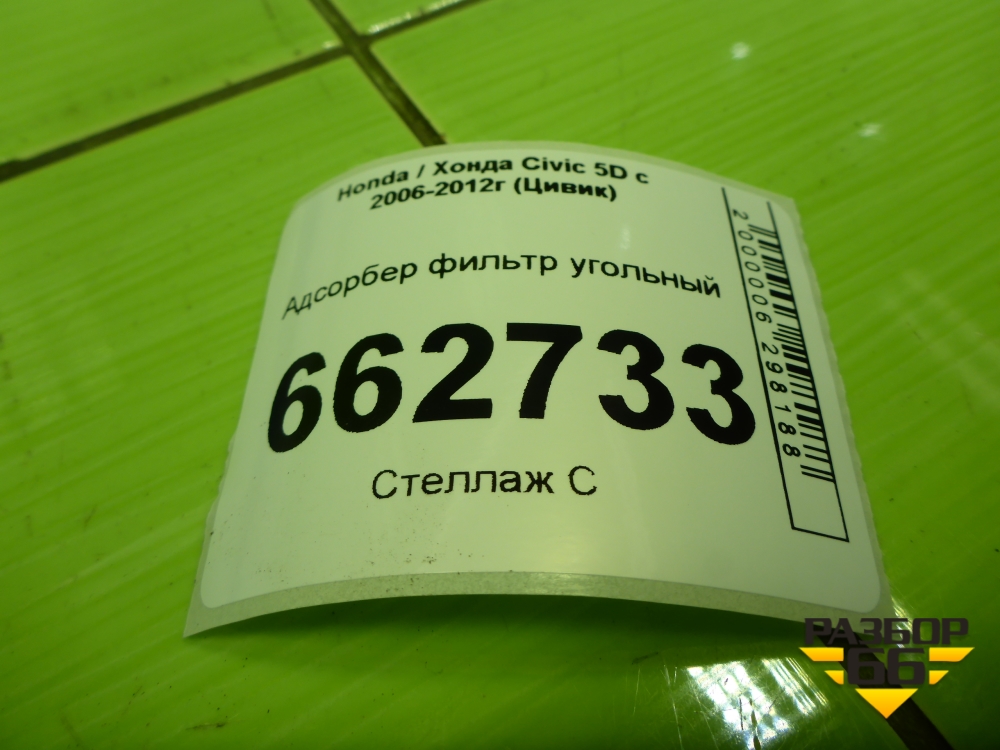 Honda / Хонда Civic 5D с
2006-2012г (Цивик)
Адсорбер фильтр угольный
662733
Стеллаж С
2000006298188
РАЗБОР
66